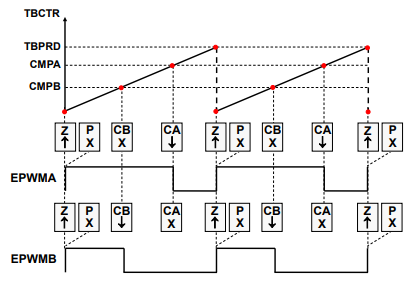 TBCTR
TBPRD
CMPA
CMPB
Z P CB CA Z P CB CA Z P
↑ X X ↓ ↑ X X ↓ ↑ X
EPWMA
Z P CB CA Z P CB CA Z P
↑ X ↓ X ↑ X ↓ X ↑ X
EPWMB